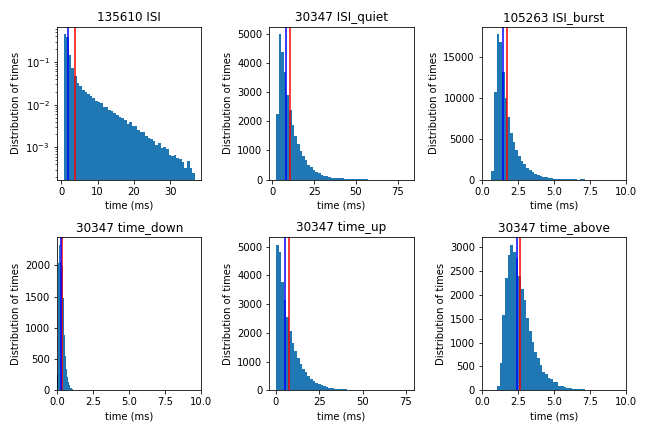 135610 ISI
30347 ISI_quiet
105263 ISI_burst
Distribution of times
10⁻¹
10⁻²
10⁻³
0 10 20 30
time (ms)
Distribution of times
5000
4000
3000
2000
1000
0
0 25 50 75
time (ms)
Distribution of times
15000
10000
5000
0
0.0 2.5 5.0 7.5 10.0
time (ms)
30347 time_down
30347 time_up
30347 time_above
Distribution of times
2000
1500
1000
500
0
0.0 2.5 5.0 7.5 10.0
time (ms)
Distribution of times
5000
4000
3000
2000
1000
0
0 25 50 75
time (ms)
Distribution of times
3000
2500
2000
1500
1000
500
0
0.0 2.5 5.0 7.5 10.0
time (ms)